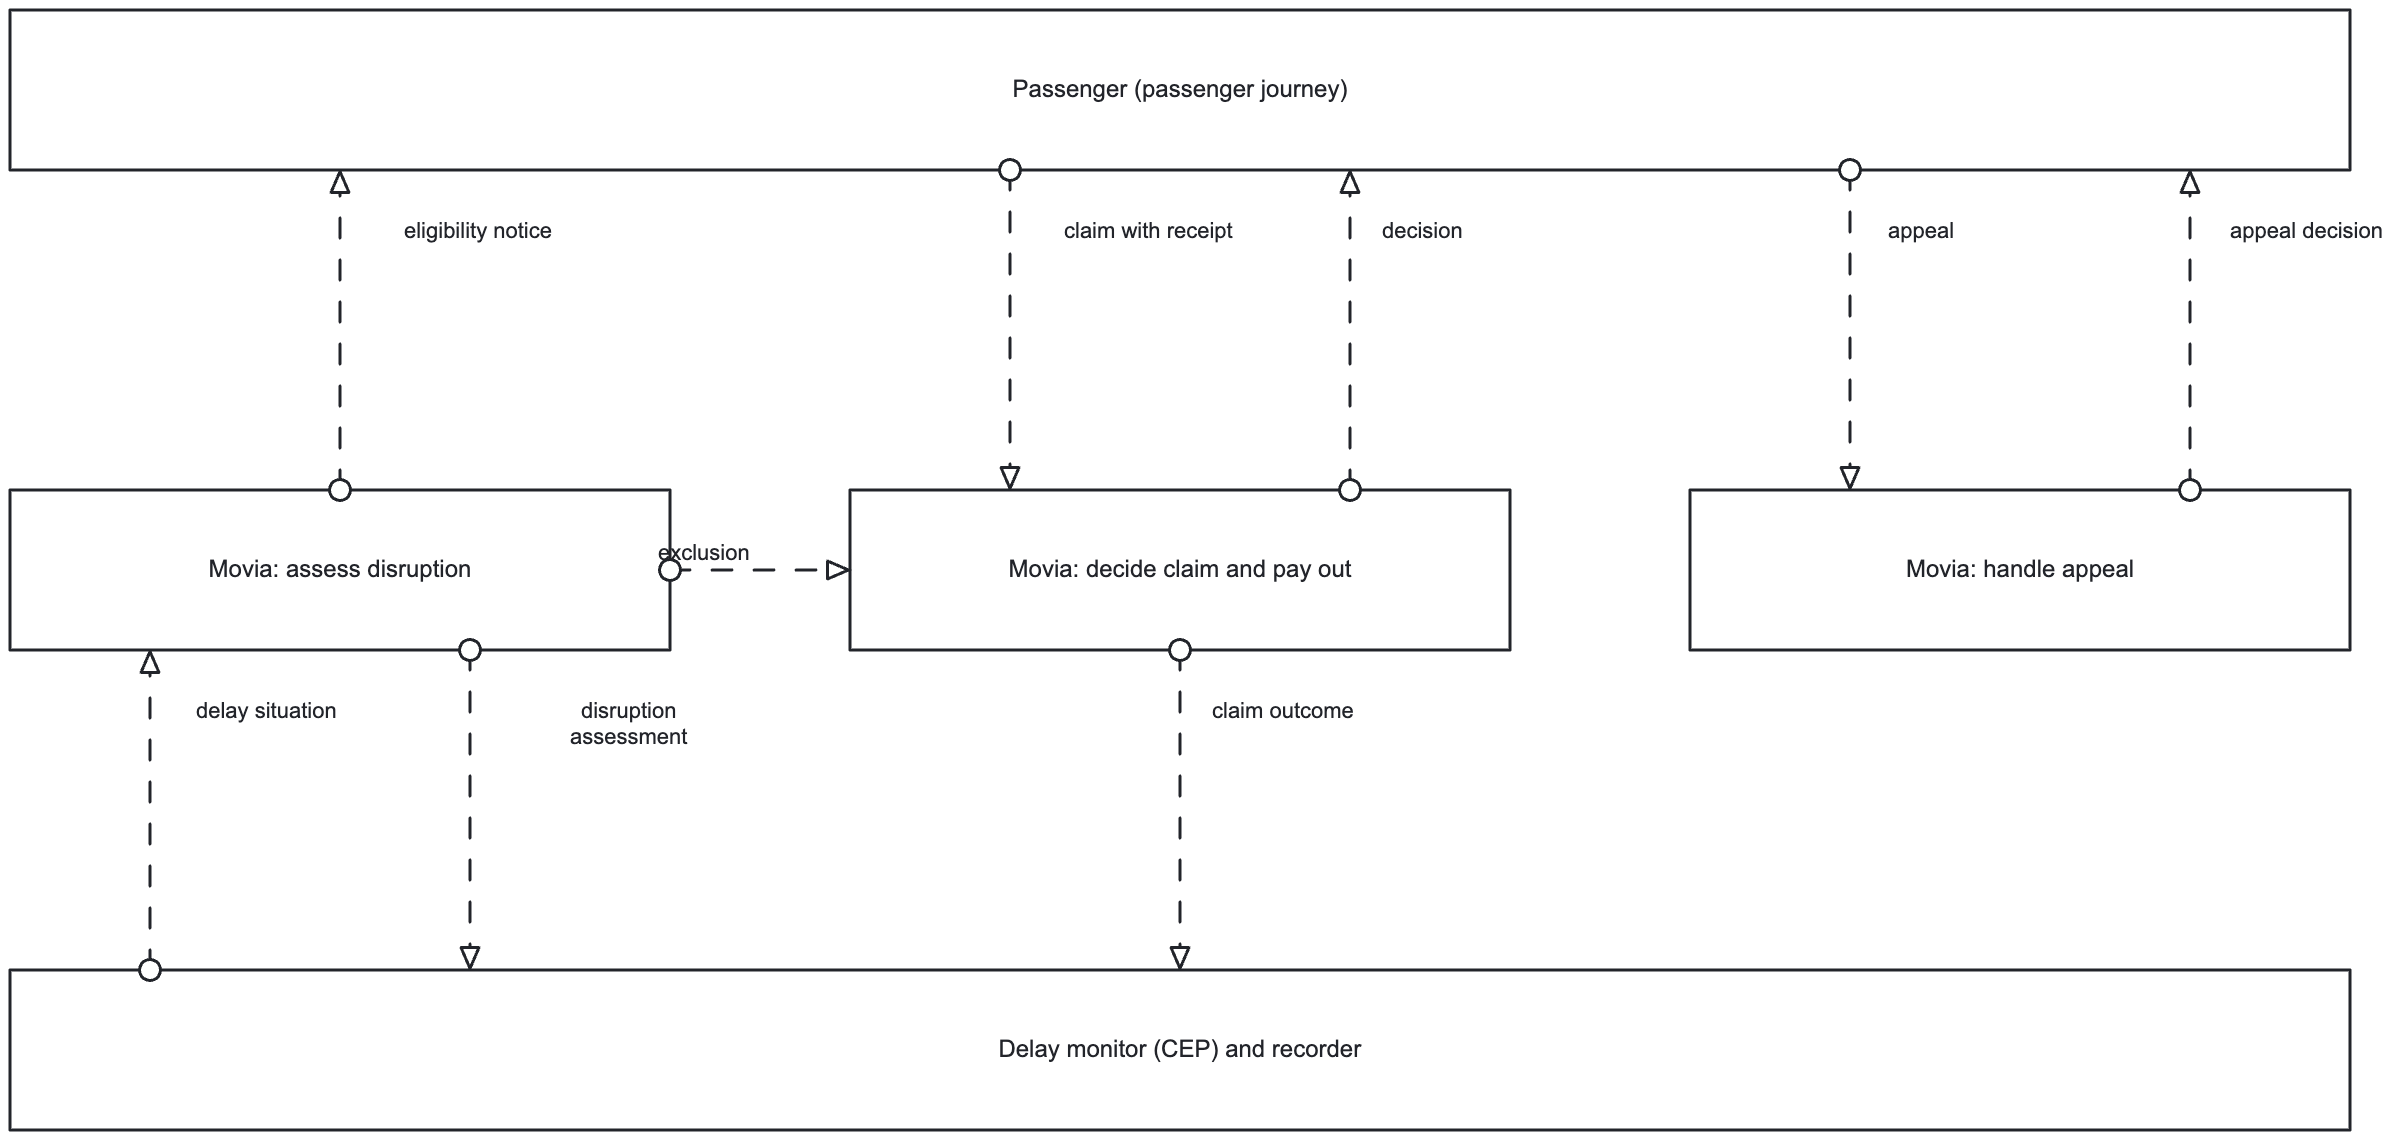 Passenger (passenger journey)
eligibility notice
claim with receipt
decision
appeal
appeal decision
exclusion
Movia: assess disruption
Movia: decide claim and pay out
Movia: handle appeal
delay situation
disruption
assessment
claim outcome
Delay monitor (CEP) and recorder